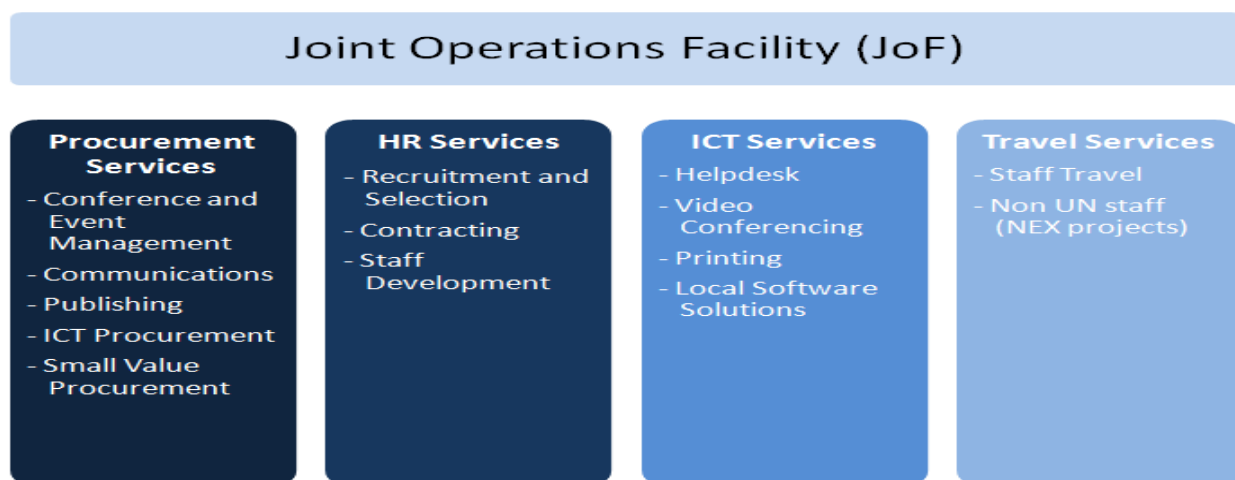 Joint Operations Facility (JoF)
Procurement
Services
- Conference and
Event
Management
- Communications
- Publishing
- ICT Procurement
- Small Value
Procurement
HR Services
- Recruitment and
Selection
- Contracting
- Staff
Development
ICT Services
- Helpdesk
- Video
Conferencing
- Printing
- Local Software
Solutions
Travel Services
- Staff Travel
- Non UN staff
(NEX projects)